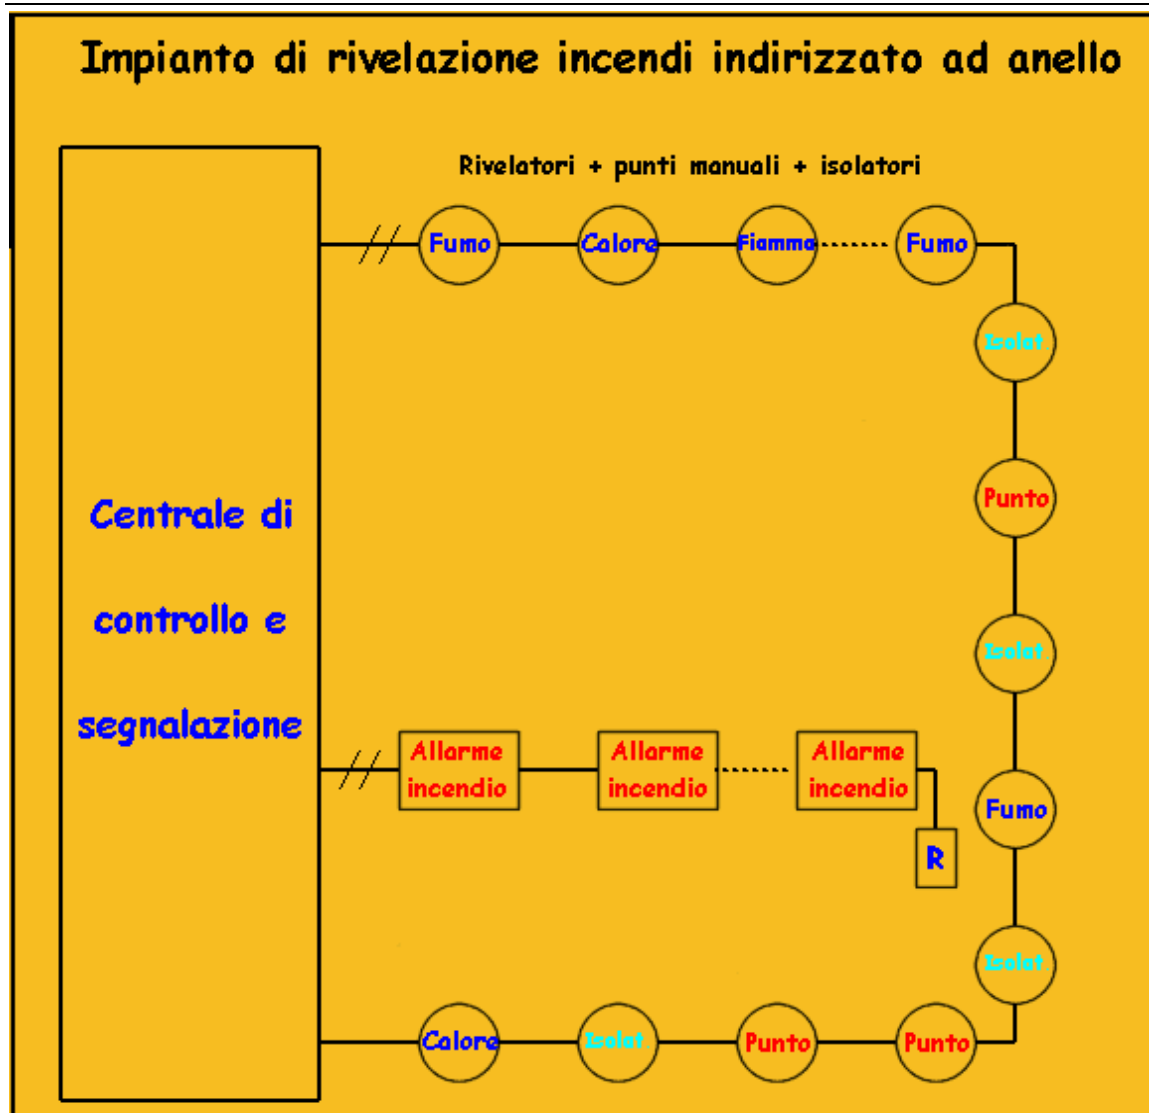 Impianto di rivelazione incendi indirizzato ad anello
Rivelatori + punti manuali + isolatori
Fumo
Calore
Fiamma
Fumo
Isolat.
Punto
Isolat.
Centrale di
controllo e
segnalazione
Allarme
incendio
Allarme
incendio
Allarme
incendio
R
Fumo
Isolat.
Calore
Isolat.
Punto
Punto